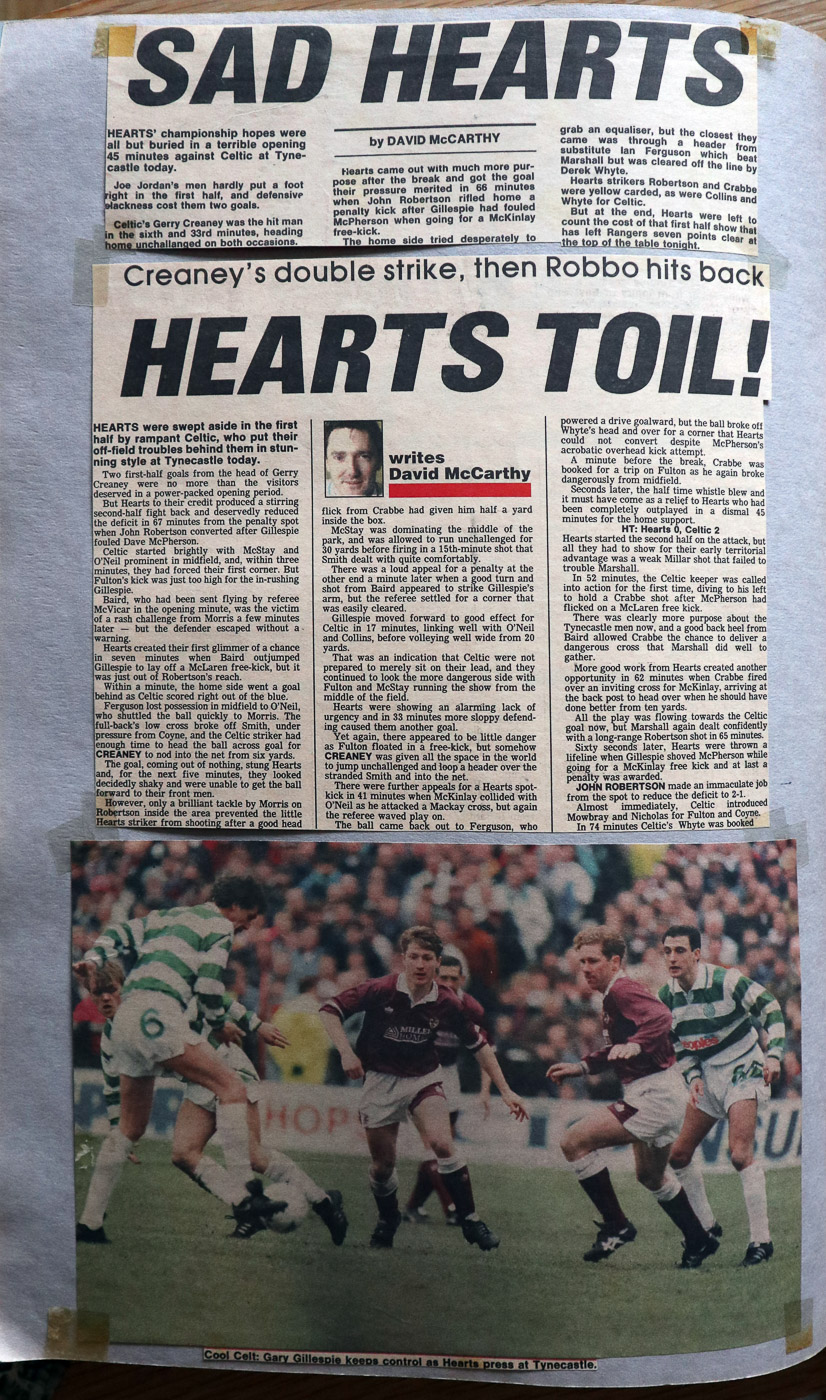 SAD HEARTS
HEARTS' championship hopes were
all but buried in a terrible opening
45 minutes against Celtic at Tyne-
castle today.
Joe Jordan's men hardly put a foot
right in the first half, and defensive
slackness cost them two goals.
Celtic's Gerry Creaney was the hit man
in the sixth and 33rd minutes, heading
home unchallanged on both occasions.
by DAVID McCARTHY
Hearts came out with much more pur-
pose after the break and got the goal
their pressure merited in 66 minutes
when John Robertson rifled home a
penalty kick after Gillespie had fouled
McPherson when going for a McKinlay
free-kick.
The home side tried desperately to
grab an equaliser, but the closest they
came was through a header from
substitute Ian Ferguson which beat
Marshall but was cleared off the line by
Derek Whyte.
Hearts strikers Robertson and Crabbe
were yellow carded, as were Collins and
Whyte for Celtic.
But at the end, Hearts were left to
count the cost of that first half show that
has left Rangers seven points clear at
the top of the table tonight.
Creaney's double strike, then Robbo hits back
HEARTS TOIL!
HEARTS were swept aside in the first
half by rampant Celtic, who put their
off-field troubles behind them in stun-
ning style at Tynecastle today.
Two first-half goals from the head of Gerry
Creaney were no more than the visitors
deserved in a power-packed opening period.
But Hearts to their credit produced a stirring
second-half fight back and deservedly reduced
the deficit in 67 minutes from the penalty spot
when John Robertson converted after Gillespie
fouled Dave McPherson.
Celtic started brightly with McStay and
O'Neil prominent in midfield, and within three
minutes, they had forced their first corner. But
Fulton's kick was just too high for the in-rushing
Gillespie.
Baird, who had been sent flying by referee
McVicar in the opening minute, was the victim
of a rash challenge from Morris a few minutes
later — but the defender escaped without a
warning.
Hearts created their first glimmer of a chance
in seven minutes when Baird outjumped
Gillespie to lay off a McLaren free-kick, but it
was just out of Robertson's reach.
Within a minute, the home side went a goal
behind as Celtic scored right out of the blue.
Ferguson lost possession in midfield to O'Neil,
who shuttled the ball quickly to Morris. The
full-back's low cross broke off Smith, under
pressure from Coyne, and the Celtic striker had
enough time to head the ball across goal for
CREANEY to nod into the net from six yards.
The goal, coming out of nothing, stung Hearts
and, for the next five minutes, they looked
decidedly shaky and were unable to get the ball
forward to their front men.
However, only a brilliant tackle by Morris on
Robertson inside the area prevented the little
Hearts striker from shooting after a good head
writes
David McCarthy
flick from Crabbe had given him half a yard
inside the box.
McStay was dominating the middle of the
park, and was allowed to run unchallenged for
30 yards before firing in a 15th-minute shot that
Smith dealt with quite comfortably.
There was a loud appeal for a penalty at the
other end a minute later when a good turn and
shot from Baird appeared to strike Gillespie's
arm, but the referee settled for a corner that
was easily cleared.
Gillespie moved forward to good effect for
Celtic in 17 minutes, linking well with O'Neil
and Collins, before volleying well wide from 20
yards.
That was an indication that Celtic were not
prepared to merely sit on their lead, and they
continued to look the more dangerous side with
Fulton and McStay running the show from the
middle of the field.
Hearts were showing an alarming lack of
urgency and in 33 minutes more sloppy defend-
ing caused them another goal.
Yet again, there appeared to be little danger
as Fulton floated in a free-kick, but somehow
CREANEY was given all the space in the world
to jump unchallenged and loop a header over the
stranded Smith and into the net.
There were further appeals for a Hearts spot-
kick in 41 minutes when McKinlay collided with
O'Neil as he attacked a Mackay cross, but again
the referee waved play on.
The ball came back out to Ferguson, who
powered a drive goalward, but the ball broke off
Whyte's head and over for a corner that Hearts
could not convert despite McPherson's
acrobatic overhead kick attempt.
A minute before the break, Crabbe was
booked for a trip on Fulton as he again broke
dangerously from midfield.
Seconds later, the half time whistle blew and
it must have come as a relief to Hearts who had
been completely outplayed in a dismal 45
minutes for the home support.
HT: Hearts 0, Celtic 2
Hearts started the second half on the attack, but
all they had to show for their early territorial
advantage was a weak Millar shot that failed to
trouble Marshall.
In 52 minutes, the Celtic keeper was called
into action for the first time, diving to his left
to hold a Crabbe shot after McPherson had
flicked on a McLaren free kick.
There was clearly more purpose about the
Tynecastle men now, and a good back heel from
Baird allowed Crabbe the chance to deliver a
dangerous cross that Marshall did well to
gather.
More good work from Hearts created another
opportunity in 62 minutes when Crabbe fired
over an inviting cross for McKinlay, arriving at
the back post to head over when he should have
done better from ten yards.
All the play was flowing towards the Celtic
goal now, but Marshall again dealt confidently
with a long-range Robertson shot in 65 minutes.
Sixty seconds later, Hearts were thrown a
lifeline when Gillespie shoved McPherson while
going for a McKinlay free kick and at last a
penalty was awarded.
JOHN ROBERTSON made an immaculate job
from the spot to reduce the deficit to 2-1.
Almost immediately, Celtic introduced
Mowbray and Nicholas for Fulton and Coyne.
In 74 minutes Celtic's Whyte was booked
6
MILLER
HOMES
peoples
HOPS
Cool Celt: Gary Gillespie keeps control as Hearts press at Tynecastle.